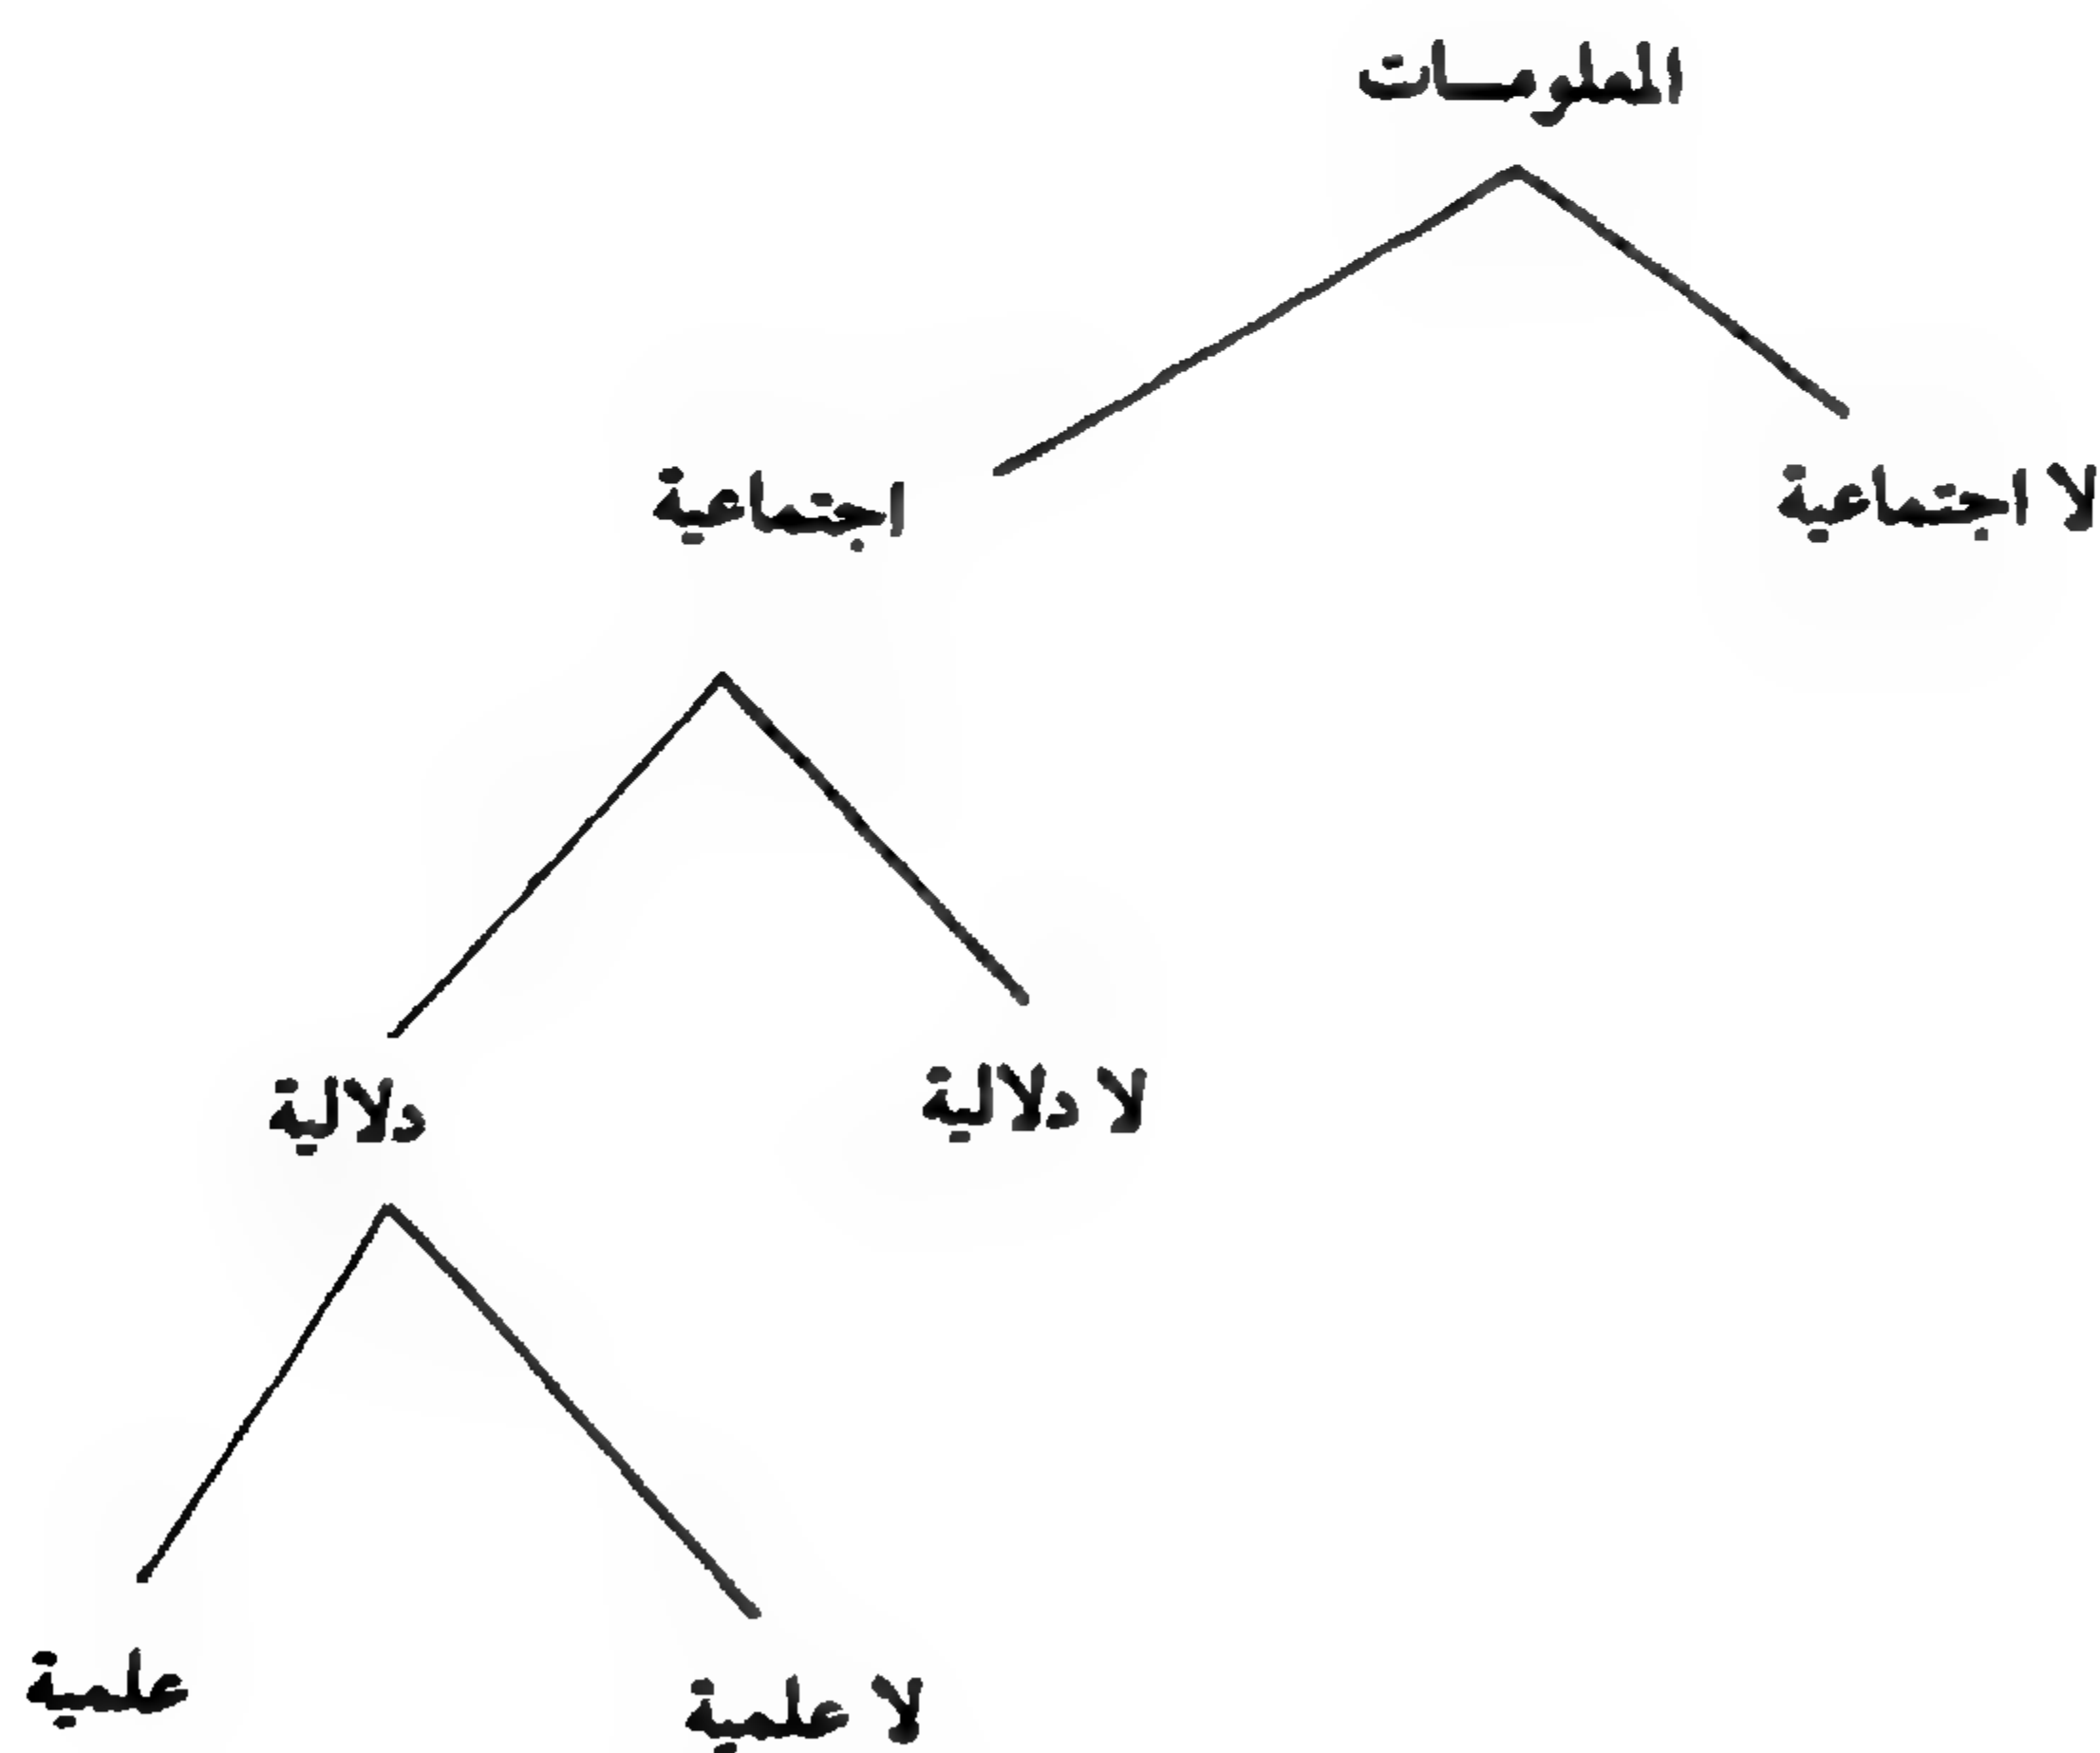 المعلومات
لا اجتماعية
اجتماعية
لا دلالية
دلالية
لا علمية
علمية